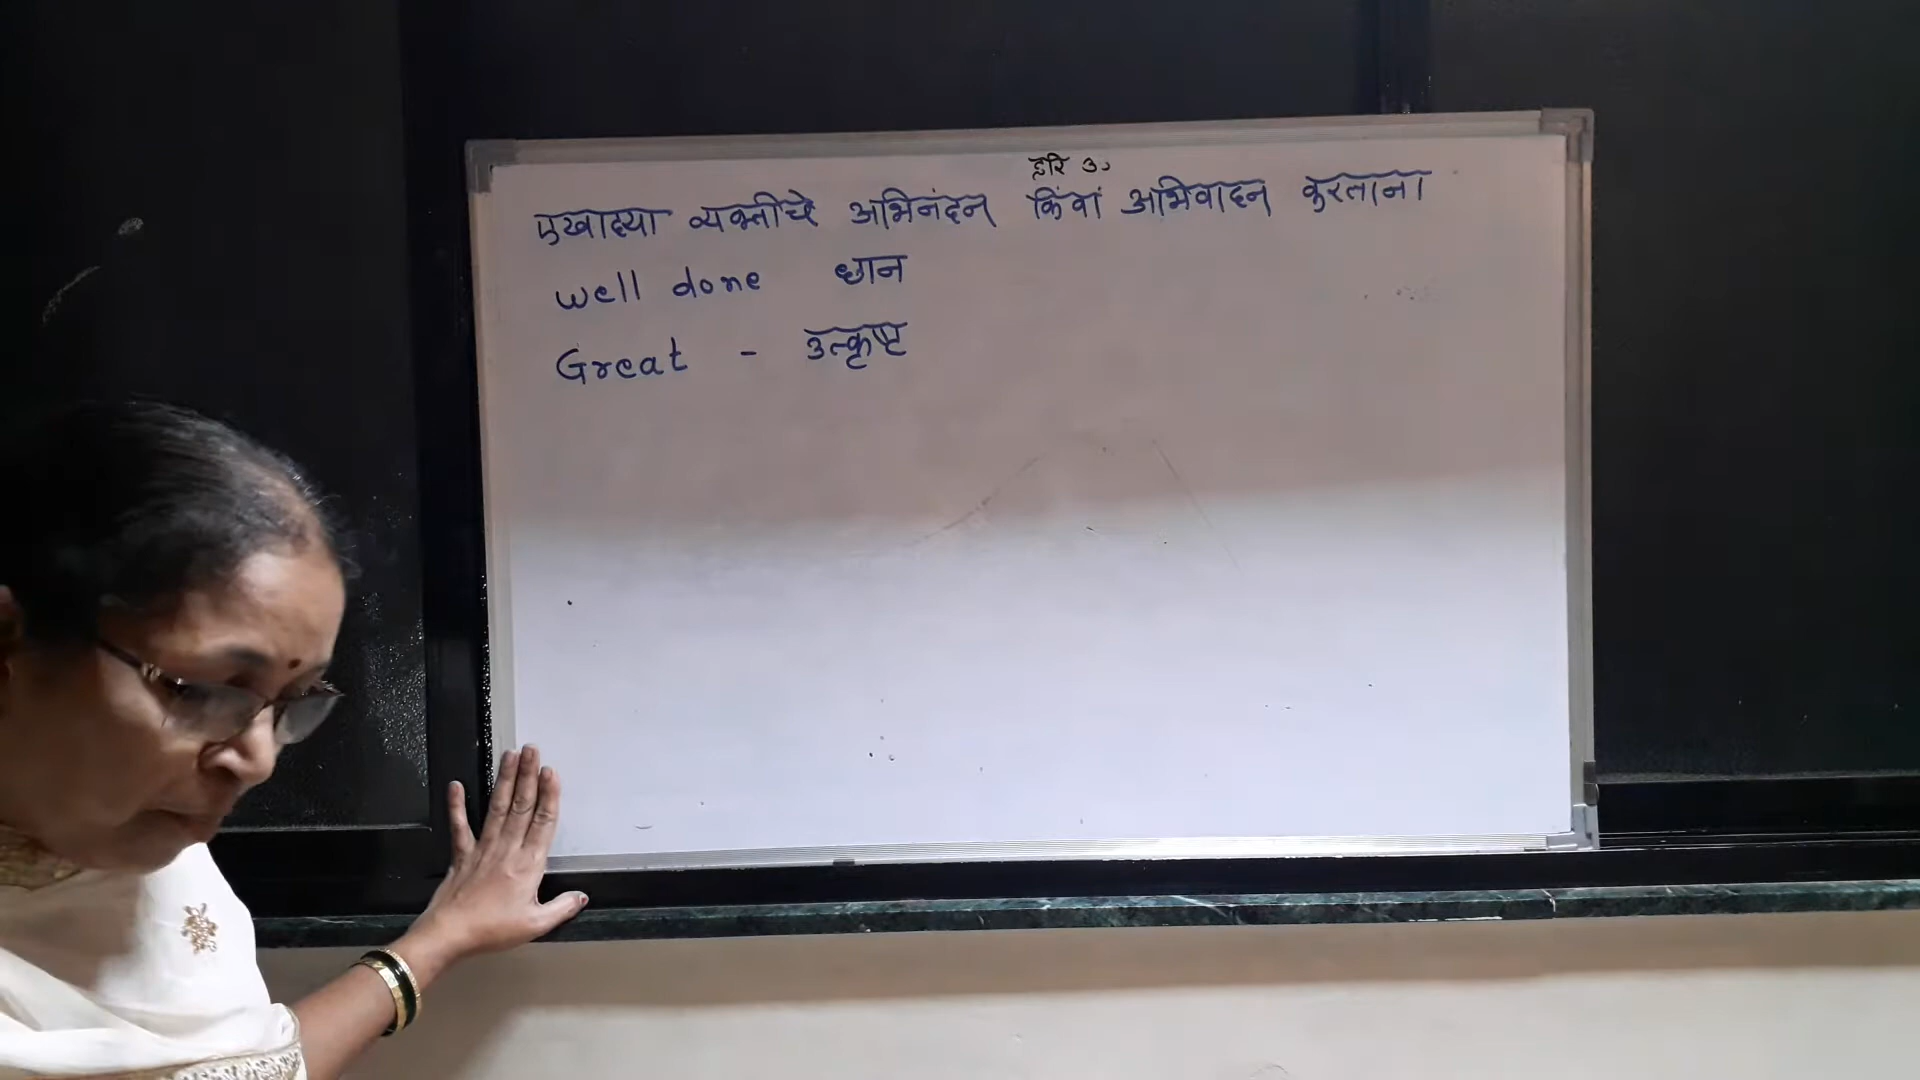 हरि ॐ
एखाद्या व्यक्तीचे अभिनंदन किंवा अभिवादन करताना
well done छान
Great - उत्कृष्ट